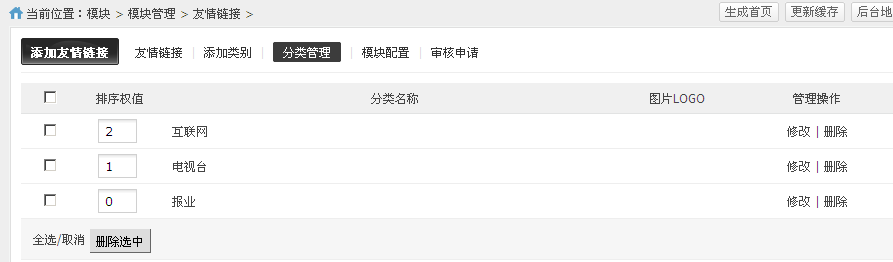 当前位置：模块 > 模块管理 > 友情链接 >
生成首页 更新缓存 后台地
添加友情链接 友情链接 添加类别 分类管理 模块配置 审核申请
排序权值 分类名称 图片LOGO 管理操作
2 互联网 修改 | 删除
1 电视台 修改 | 删除
0 报业 修改 | 删除
全选/取消 删除选中